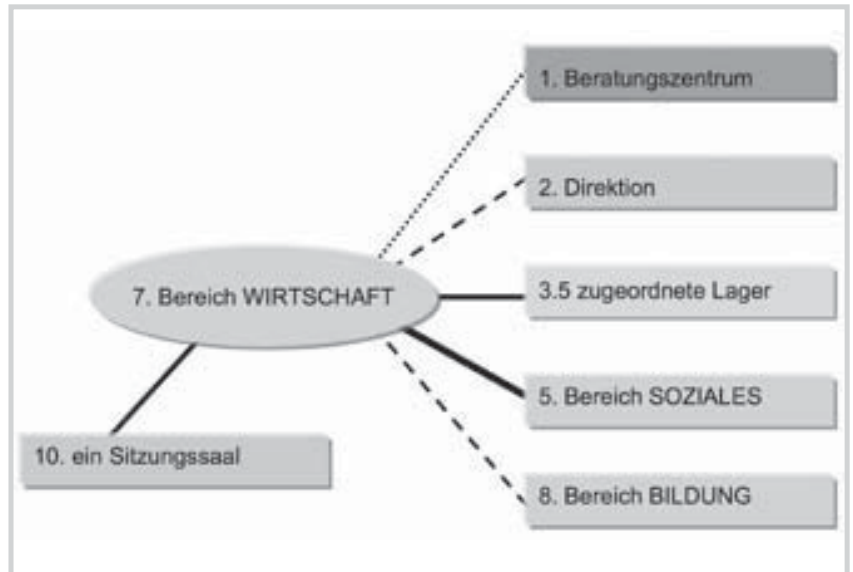 1. Beratungszentrum
2. Direktion
7. Bereich WIRTSCHAFT
3.5 zugeordnete Lager
5. Bereich SOZIALES
10. ein Sitzungssaal
8. Bereich BILDUNG